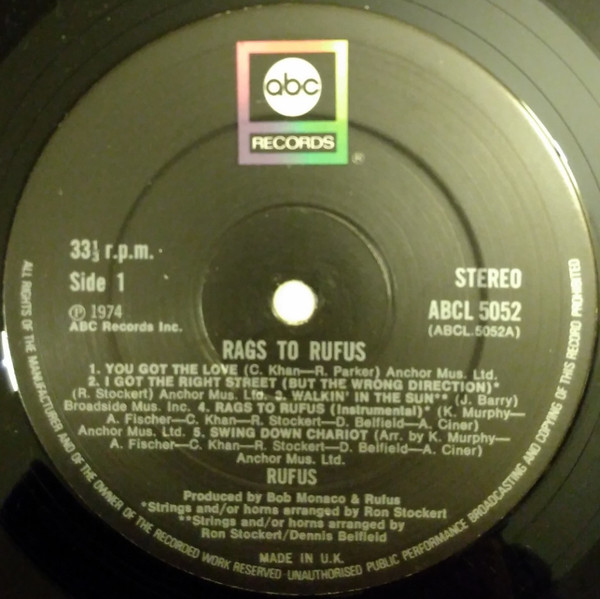 abc
RECORDS
®
33⅓ r.p.m.
Side 1
℗ 1974
ABC Records Inc.
STEREO
ABCL 5052
(ABCL.5052A)
RAGS TO RUFUS
1. YOU GOT THE LOVE (C. Khan—R. Parker) Anchor Mus. Ltd.
2. I GOT THE RIGHT STREET (BUT THE WRONG DIRECTION)*
(R. Stockert) Anchor Mus. Ltd. 3. WALKIN' IN THE SUN** (J. Barry)
Broadside Mus. Inc. 4. RAGS TO RUFUS (Instrumental)* (K. Murphy—
A. Fischer—C. Khan—R. Stockert—D. Belfield—A. Ciner)
Anchor Mus. Ltd. 5. SWING DOWN CHARIOT (Arr. by K. Murphy—
A. Fischer—C. Khan—R. Stockert—D. Belfield—A. Ciner)
Anchor Mus. Ltd.
RUFUS
Produced by Bob Monaco & Rufus
*Strings and/or horns arranged by Ron Stockert
**Strings and/or horns arranged by
Ron Stockert/Dennis Belfield
MADE IN U.K.
ALL RIGHTS OF THE MANUFACTURER AND OF THE OWNER OF THE RECORDED WORK RESERVED · UNAUTHORISED PUBLIC PERFORMANCE BROADCASTING AND COPYING OF THIS RECORD PROHIBITED